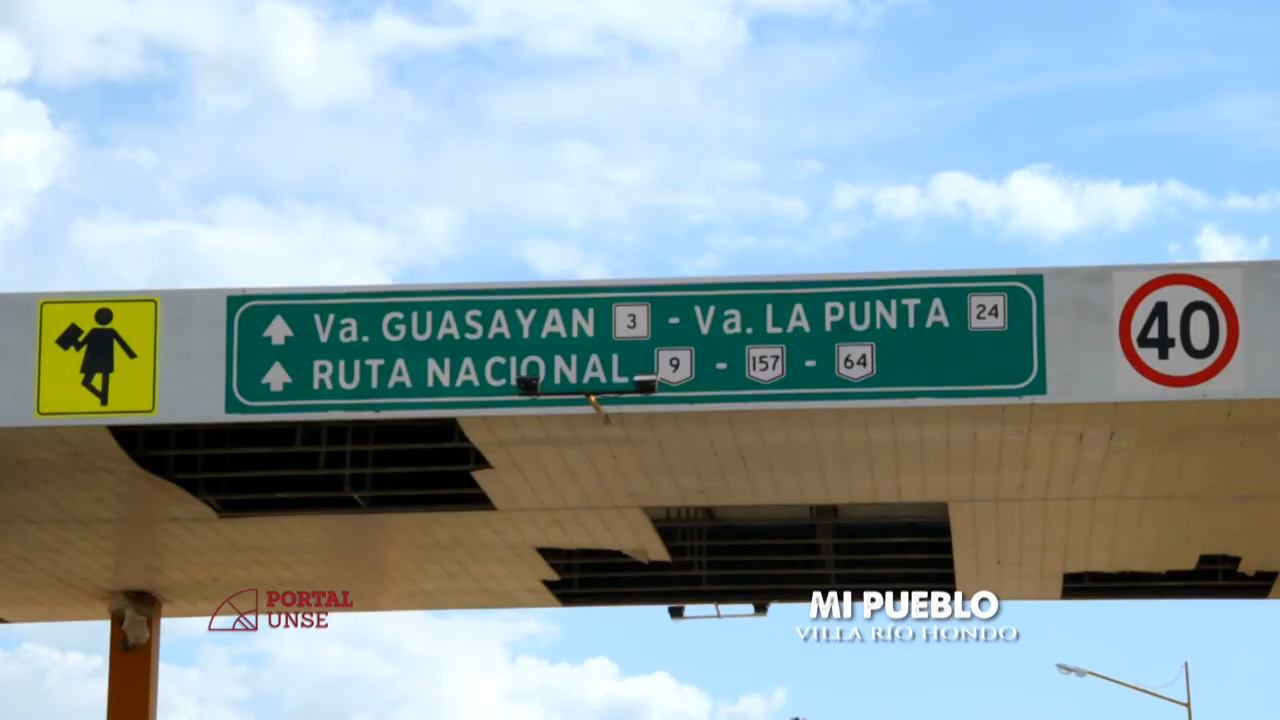 Va. GUASAYAN 3 - Va. LA PUNTA 24
RUTA NACIONAL 9 - 157 - 64
40
PORTAL
UNSE
MI PUEBLO
VILLA RÍO HONDO